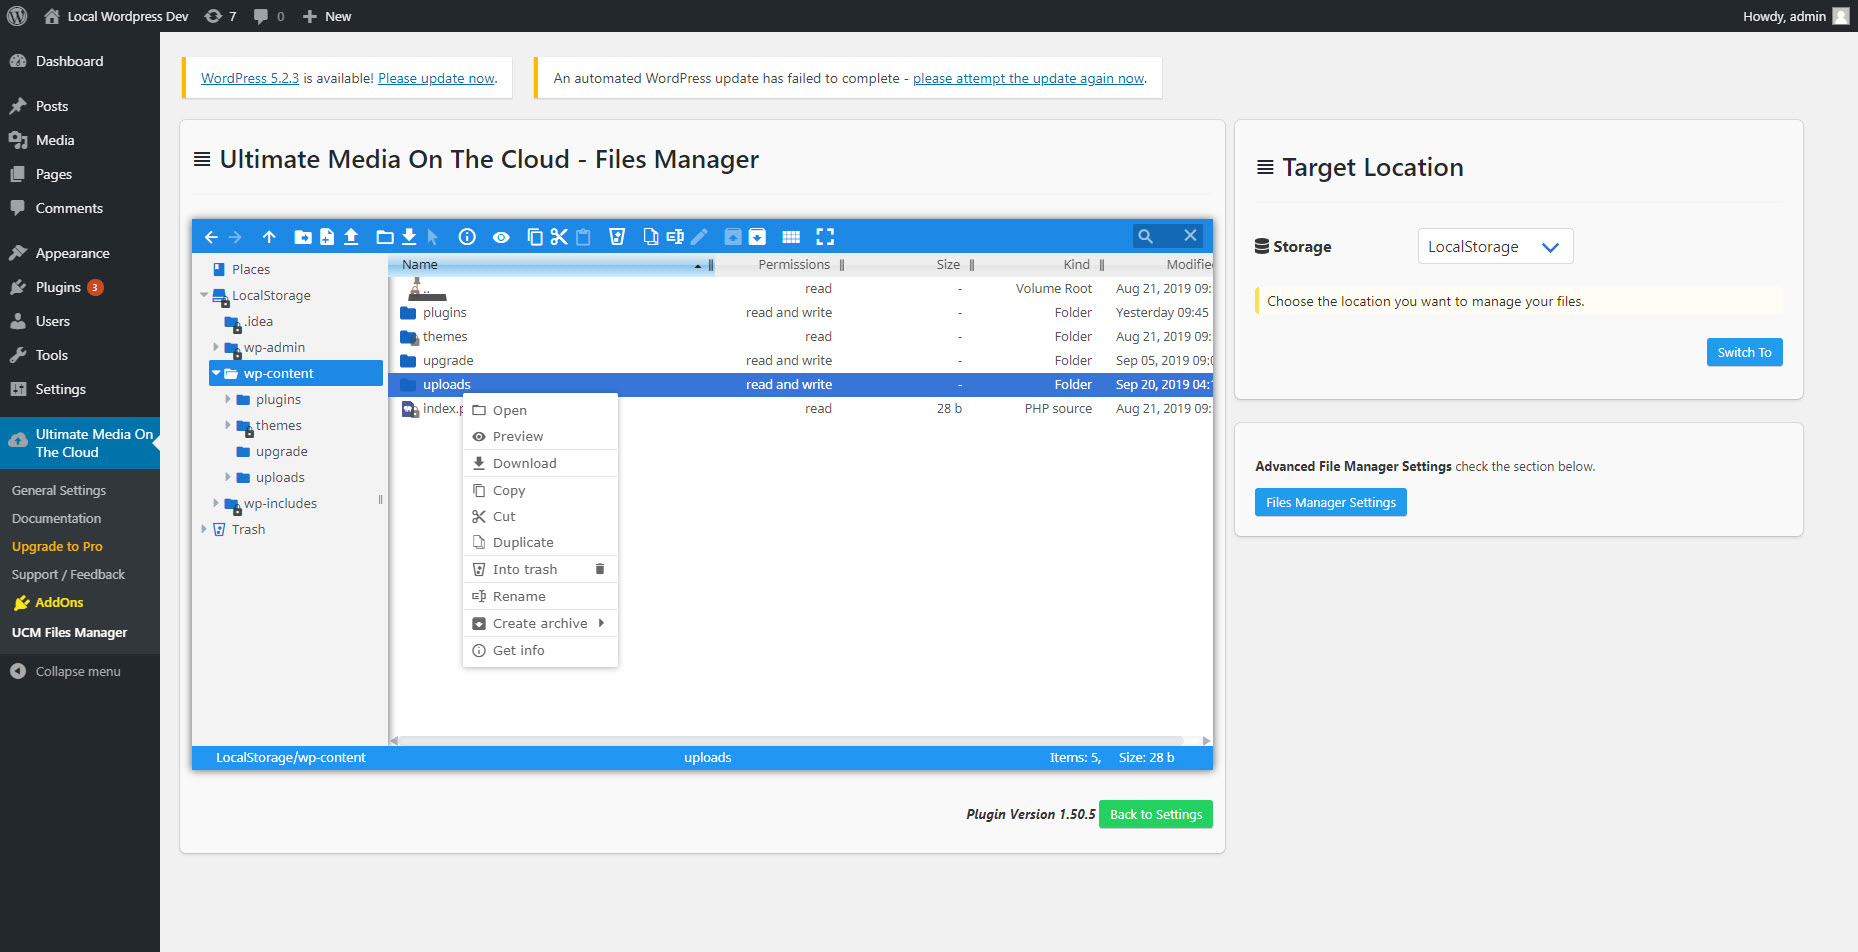 Local Wordpress Dev 7 0 New Howdy, admin
Dashboard
Posts
Media
Pages
Comments
Appearance
Plugins 3
Users
Tools
Settings
Ultimate Media On
The Cloud
General Settings
Documentation
Upgrade to Pro
Support / Feedback
AddOns
UCM Files Manager
Collapse menu
WordPress 5.2.3 is available! Please update now.
An automated WordPress update has failed to complete - please attempt the update again now.
Ultimate Media On The Cloud - Files Manager
Places
LocalStorage
.idea
wp-admin
wp-content
plugins
themes
upgrade
uploads
wp-includes
Trash
Name Permissions Size Kind Modifie
.. read - Volume Root Aug 21, 2019 09:
plugins read and write - Folder Yesterday 09:45
themes read - Folder Aug 21, 2019 09:
upgrade read and write - Folder Sep 05, 2019 09:0
uploads read and write - Folder Sep 20, 2019 04:1
index.p read 28 b PHP source Aug 21, 2019 09:
Open
Preview
Download
Copy
Cut
Duplicate
Into trash
Rename
Create archive
Get info
LocalStorage/wp-content uploads Items: 5, Size: 28 b
Plugin Version 1.50.5 Back to Settings
Target Location
Storage LocalStorage
Choose the location you want to manage your files.
Switch To
Advanced File Manager Settings check the section below.
Files Manager Settings